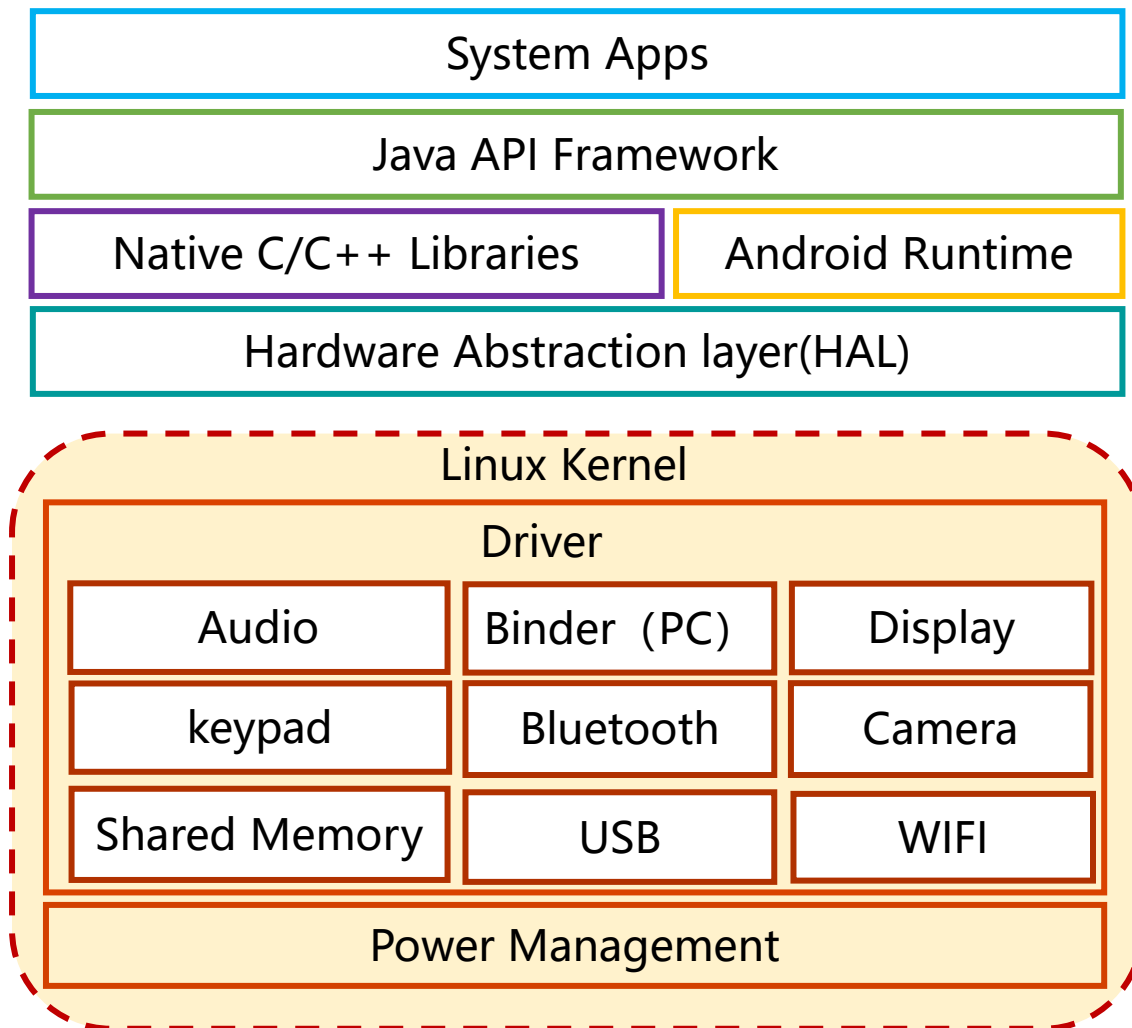 System Apps
Java API Framework
Native C/C++ Libraries
Android Runtime
Hardware Abstraction layer(HAL)
Linux Kernel
Driver
Audio
Binder（PC）
Display
keypad
Bluetooth
Camera
Shared Memory
USB
WIFI
Power Management